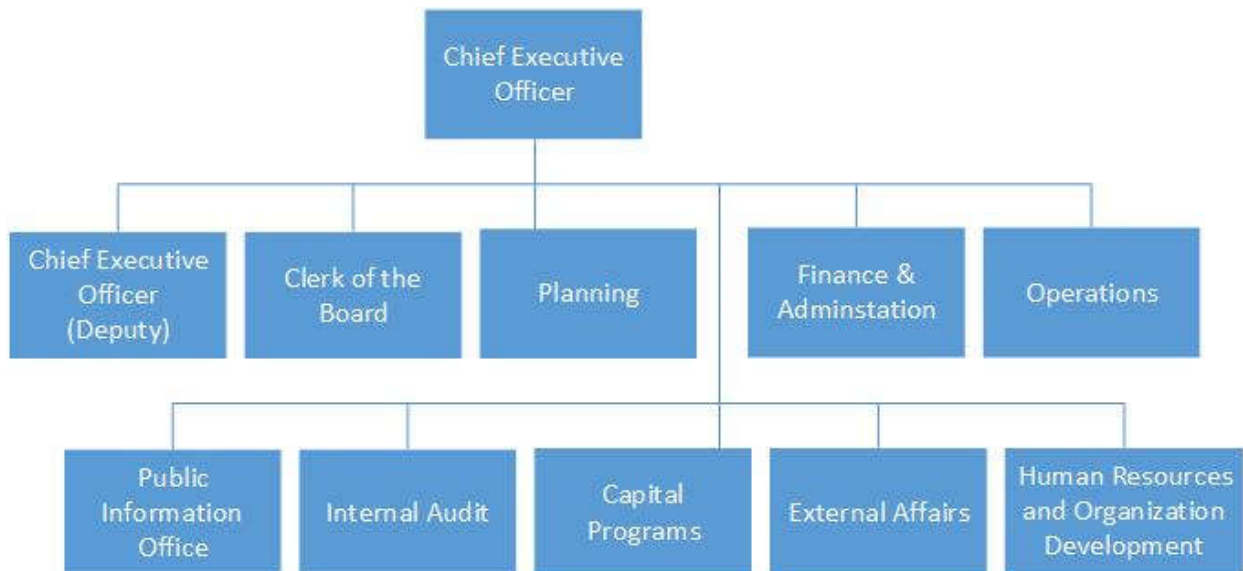 Chief Executive
Officer
Chief Executive
Officer
(Deputy)
Clerk of the
Board
Planning
Finance &
Adminstation
Operations
Public
Information
Office
Internal Audit
Capital
Programs
External Affairs
Human Resources
and Organization
Development